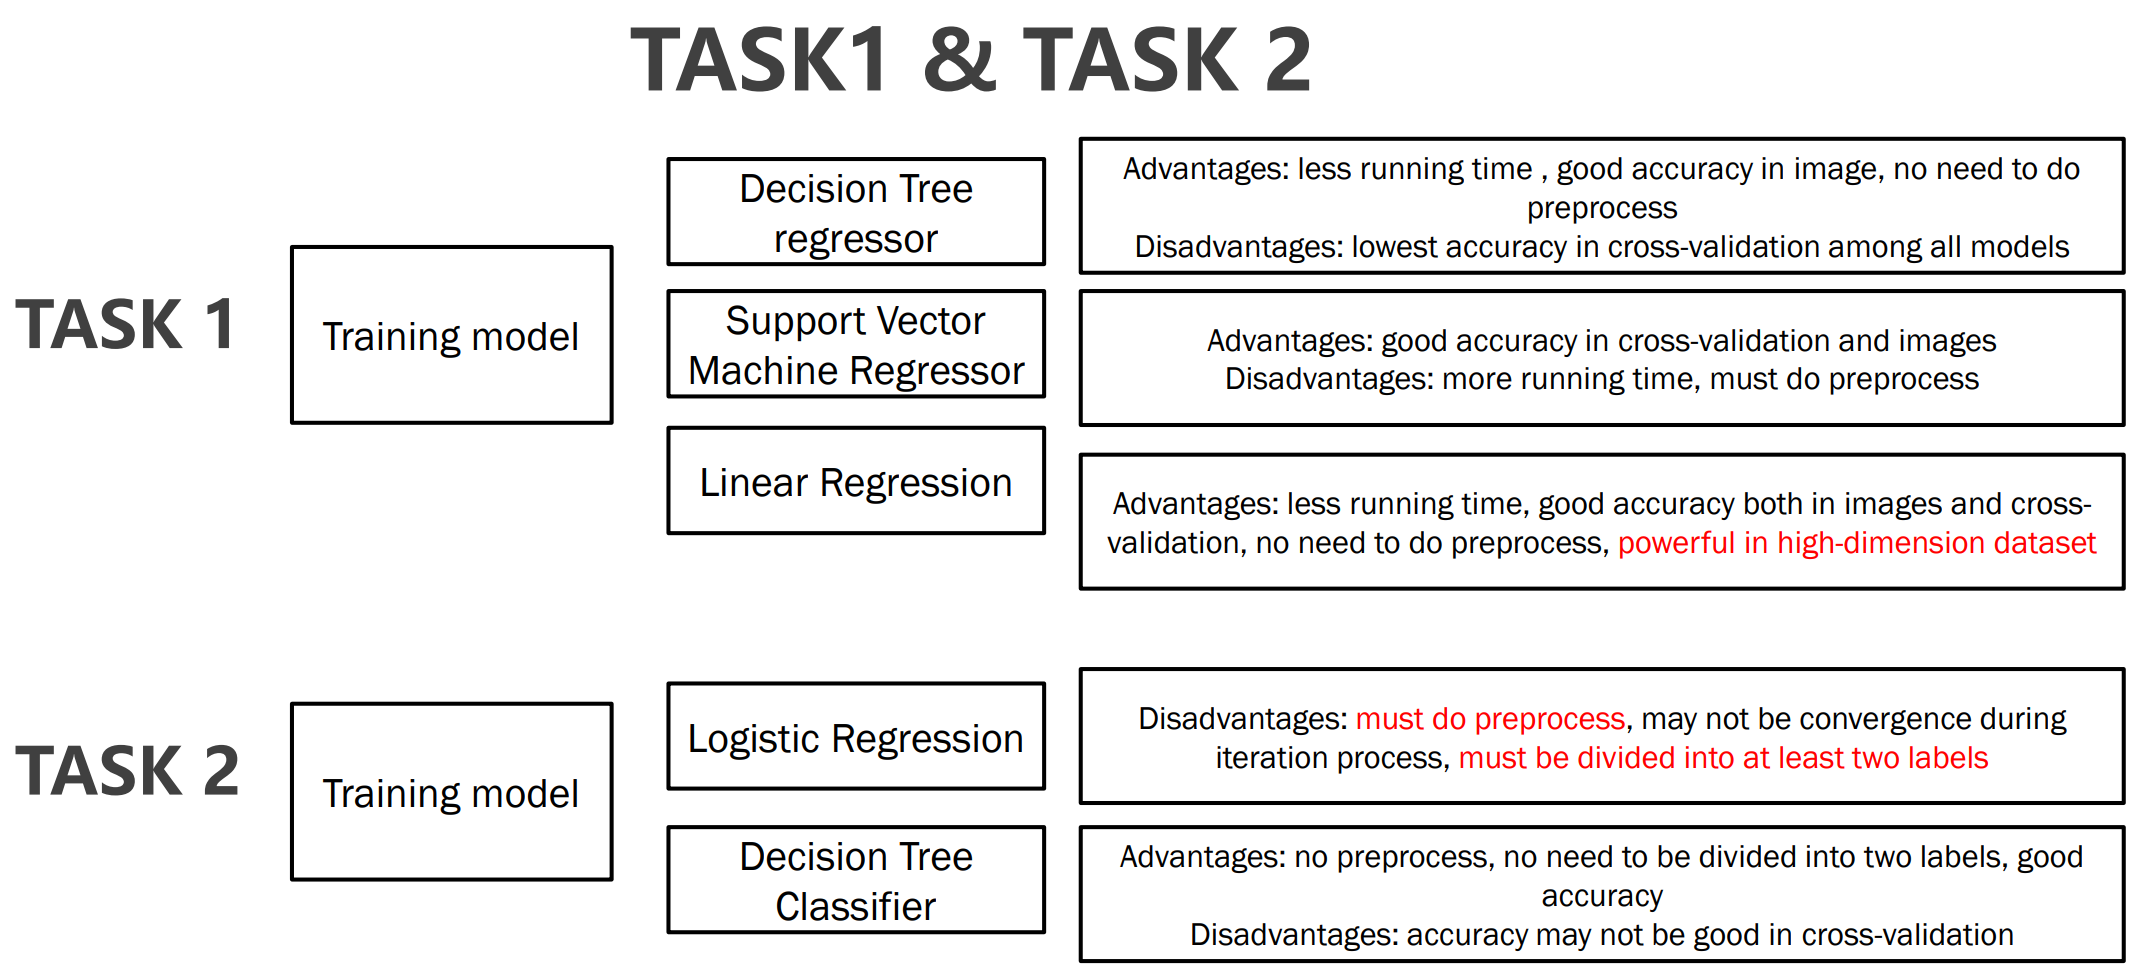 TASK1 & TASK 2
TASK 1
Training model
Decision Tree
regressor
Advantages: less running time , good accuracy in image, no need to do
preprocess
Disadvantages: lowest accuracy in cross-validation among all models
Support Vector
Machine Regressor
Advantages: good accuracy in cross-validation and images
Disadvantages: more running time, must do preprocess
Linear Regression
Advantages: less running time, good accuracy both in images and cross-
validation, no need to do preprocess, powerful in high-dimension dataset
TASK 2
Training model
Logistic Regression
Disadvantages: must do preprocess, may not be convergence during
iteration process, must be divided into at least two labels
Decision Tree
Classifier
Advantages: no preprocess, no need to be divided into two labels, good
accuracy
Disadvantages: accuracy may not be good in cross-validation